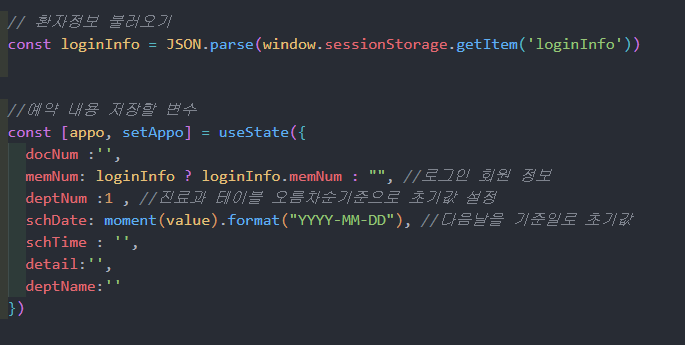 // 환자정보 불러오기
const loginInfo = JSON.parse(window.sessionStorage.getItem('loginInfo'))
//예약 내용 저장할 변수
const [appo, setAppo] = useState({
docNum :'',
memNum: loginInfo ? loginInfo.memNum : "", //로그인 회원 정보
deptNum :1 , //진료과 테이블 오름차순기준으로 초기값 설정
schDate: moment(value).format("YYYY-MM-DD"), //다음날을 기준일로 초기값
schTime : '',
detail:'',
deptName:''
})